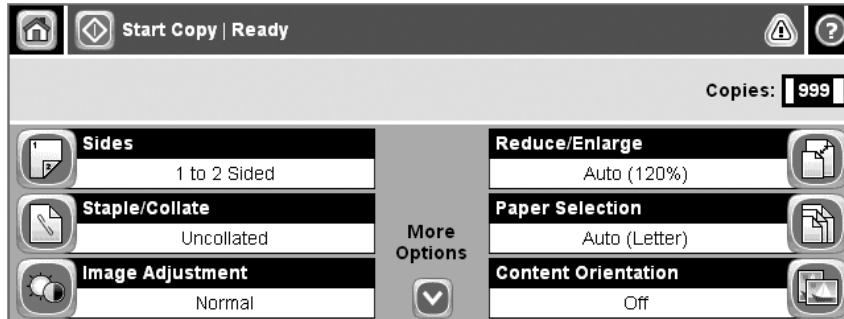 Start Copy | Ready
?
Copies: 999
Sides
1 to 2 Sided
Staple/Collate
Uncollated
Image Adjustment
Normal
More
Options
Reduce/Enlarge
Auto (120%)
Paper Selection
Auto (Letter)
Content Orientation
Off